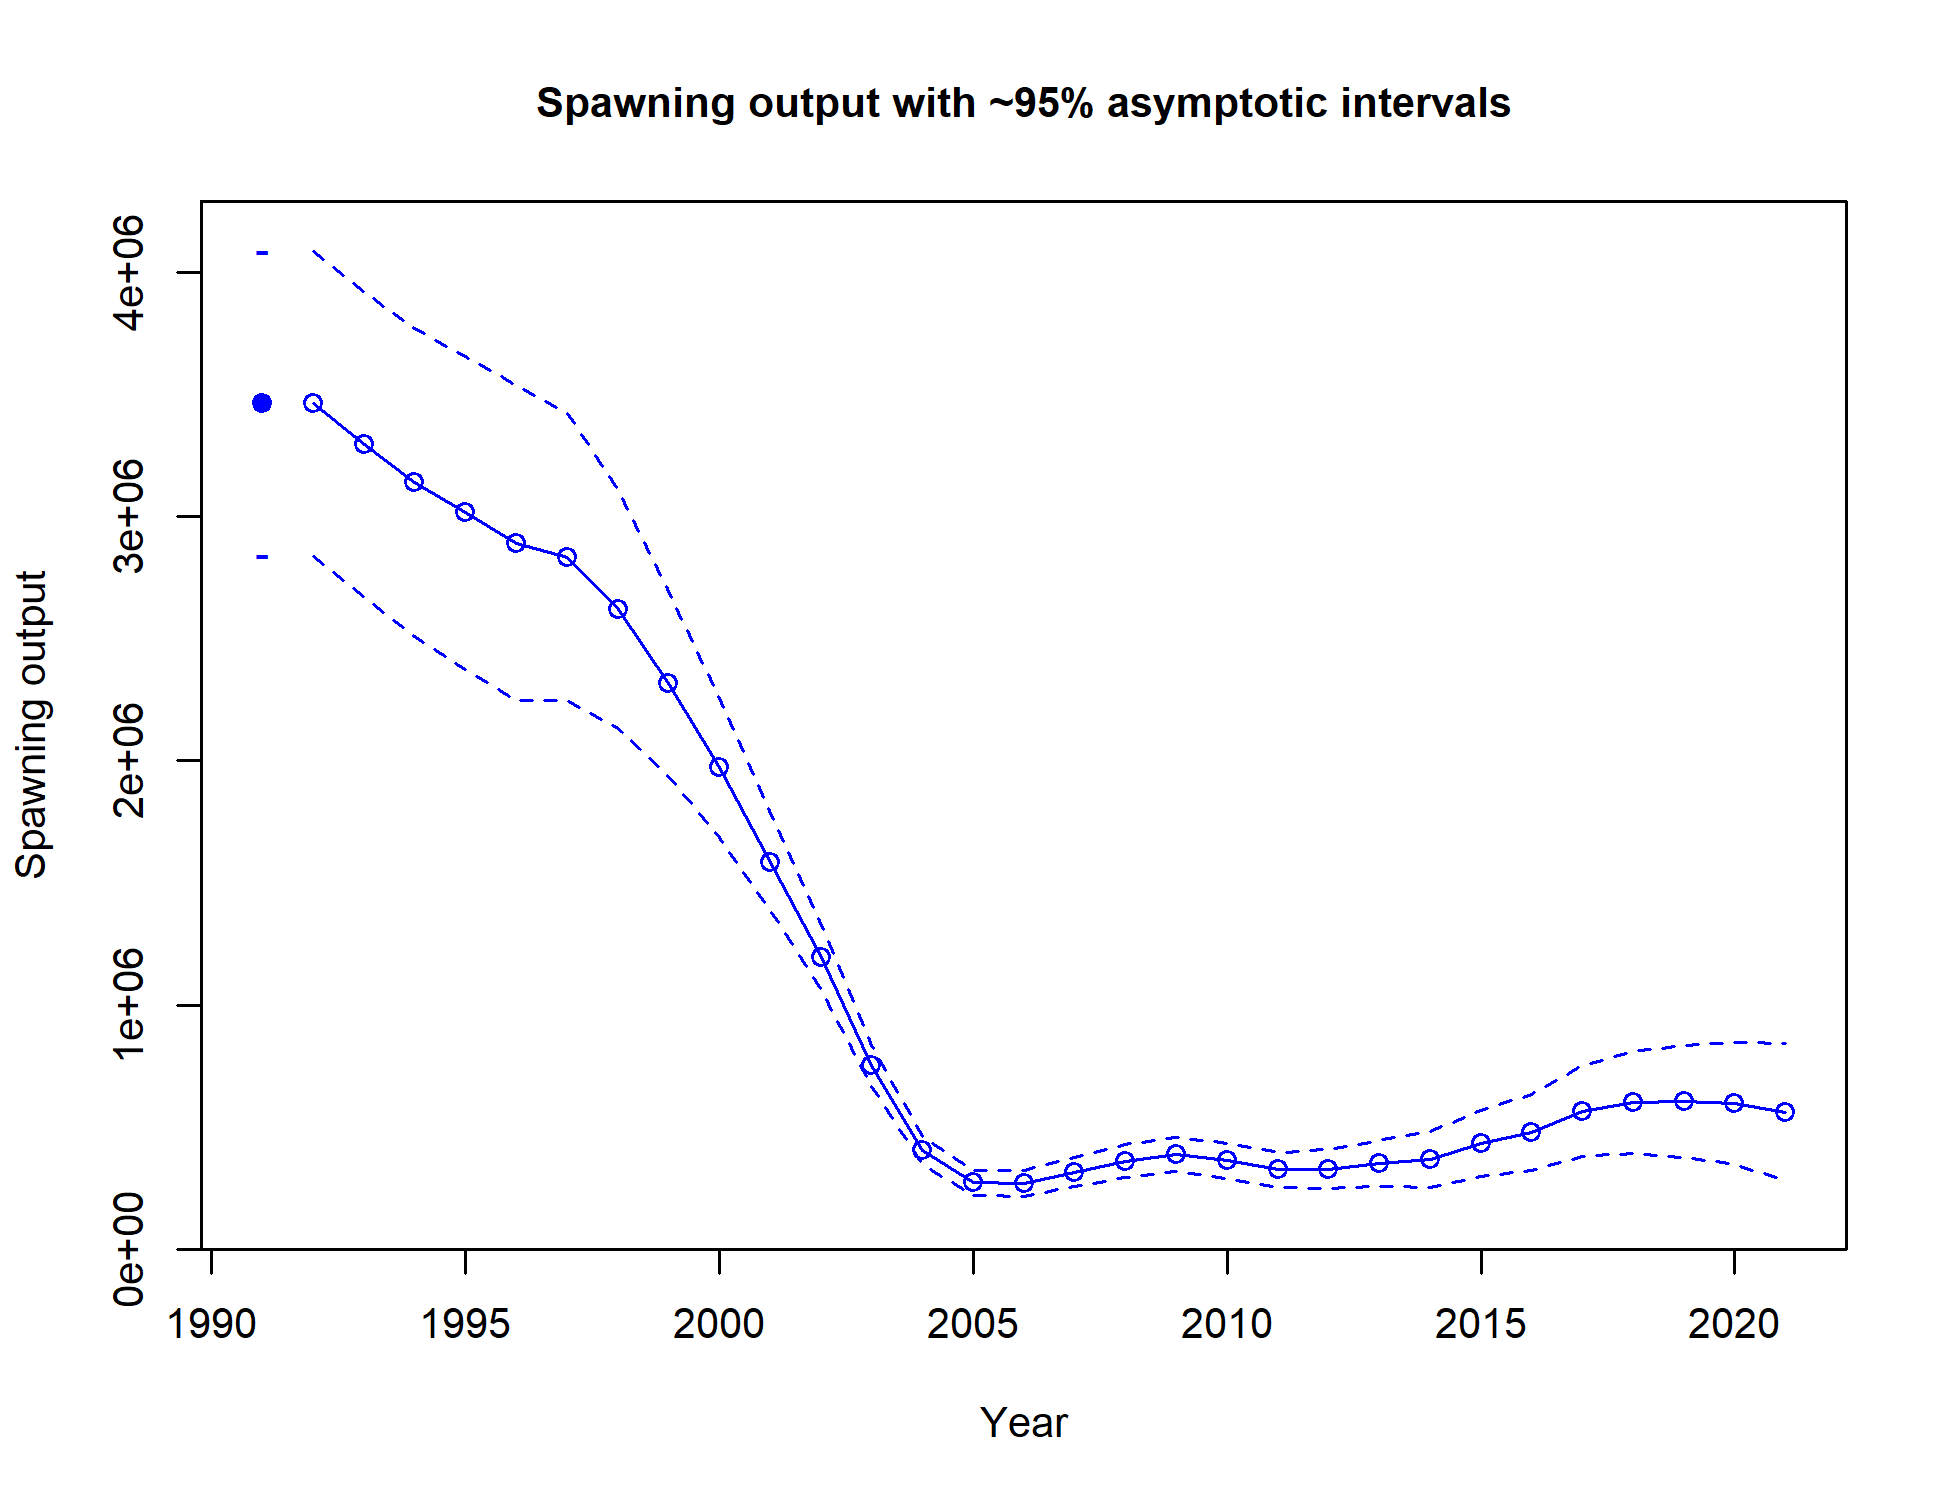 Spawning output with ~95% asymptotic intervals
4e+06
3e+06
2e+06
1e+06
0e+00
Spawning output
1990 1995 2000 2005 2010 2015 2020
Year